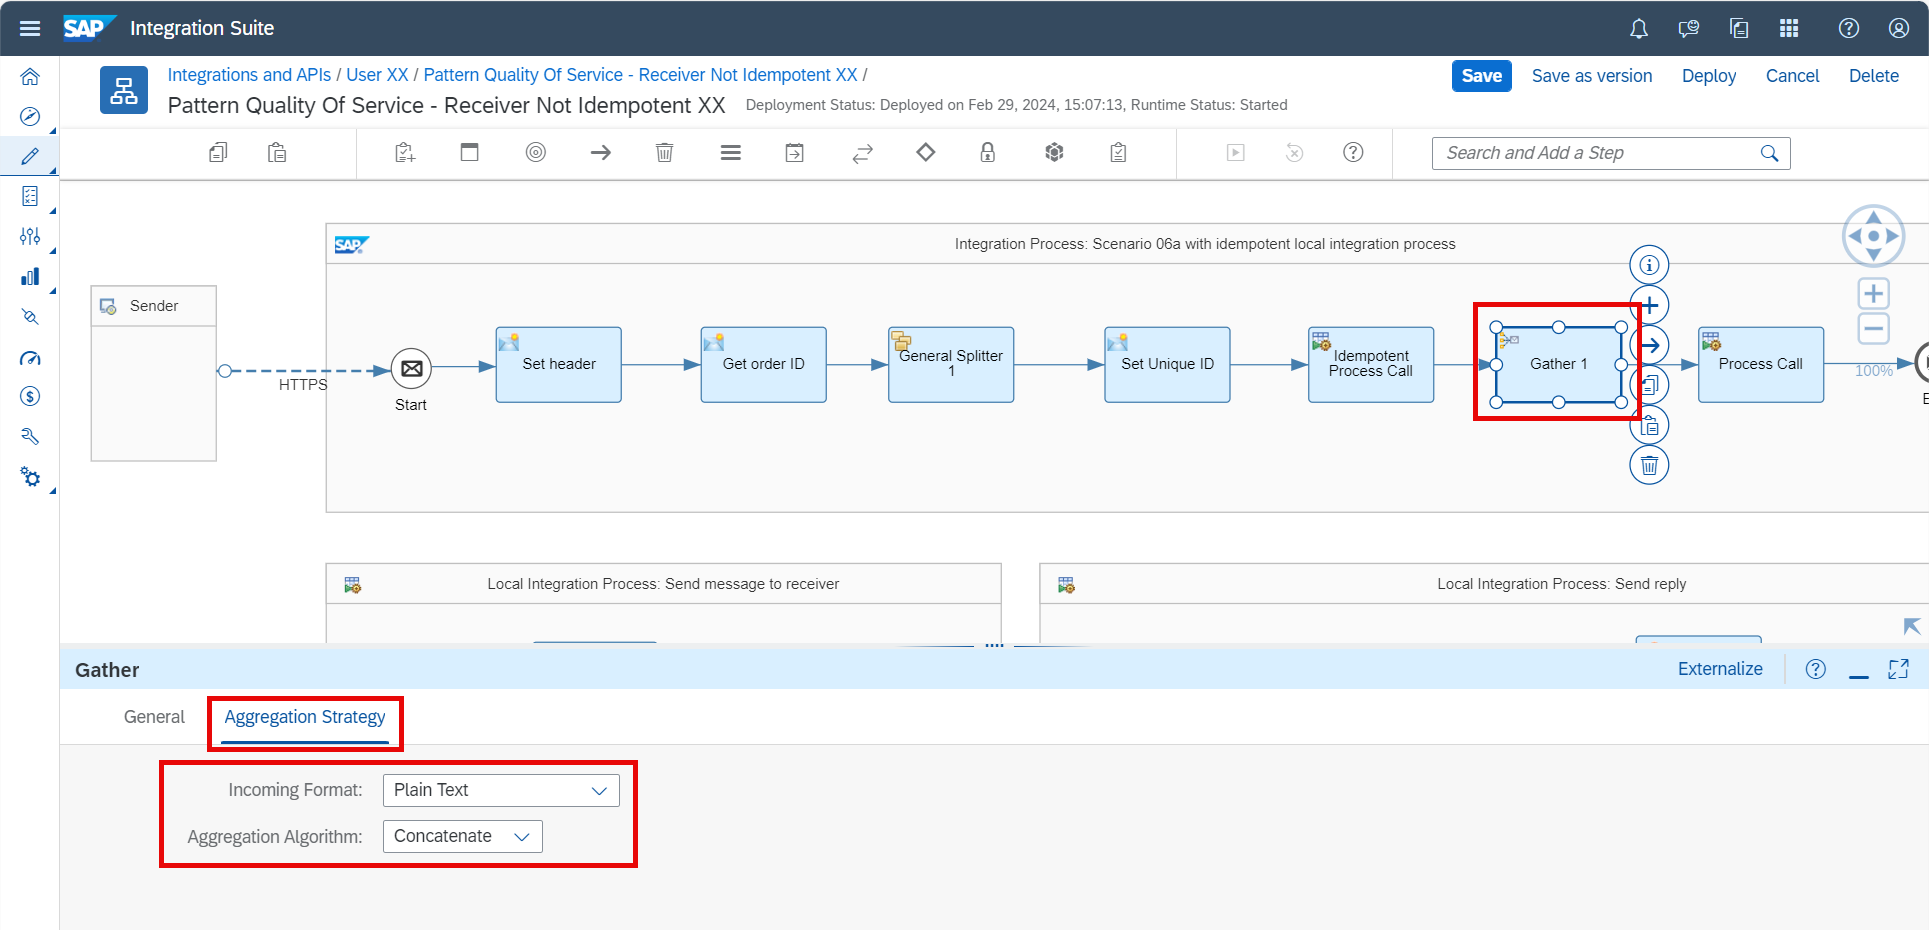 SAP Integration Suite
Integrations and APIs / User XX / Pattern Quality Of Service - Receiver Not Idempotent XX /
Pattern Quality Of Service - Receiver Not Idempotent XX
Deployment Status: Deployed on Feb 29, 2024, 15:07:13, Runtime Status: Started
Save
Save as version
Deploy
Cancel
Delete
Search and Add a Step
SAP
Integration Process: Scenario 06a with idempotent local integration process
Sender
HTTPS
Start
Set header
Get order ID
General Splitter
1
Set Unique ID
Idempotent
Process Call
Gather 1
Process Call
100%
E
Local Integration Process: Send message to receiver
Local Integration Process: Send reply
Gather
Externalize
General
Aggregation Strategy
Incoming Format:
Plain Text
Aggregation Algorithm:
Concatenate